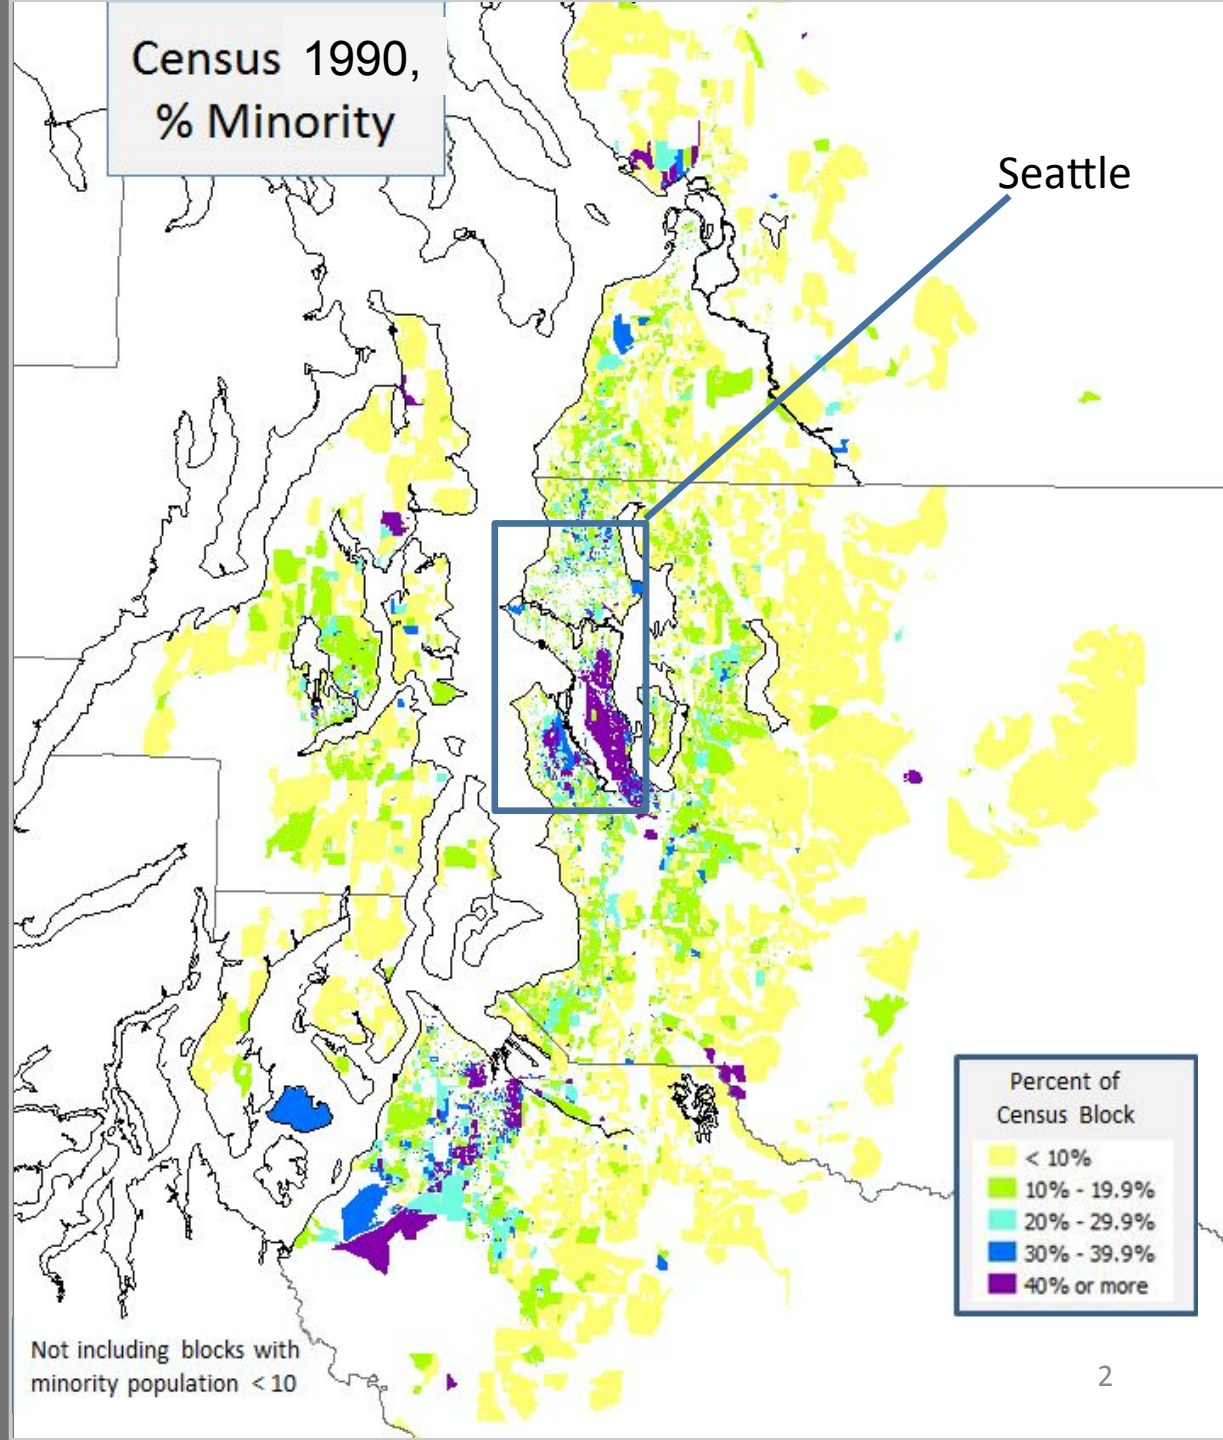 Census 1990,
% Minority
Seattle
Percent of
Census Block
< 10%
10% - 19.9%
20% - 29.9%
30% - 39.9%
40% or more
Not including blocks with
minority population < 10
2